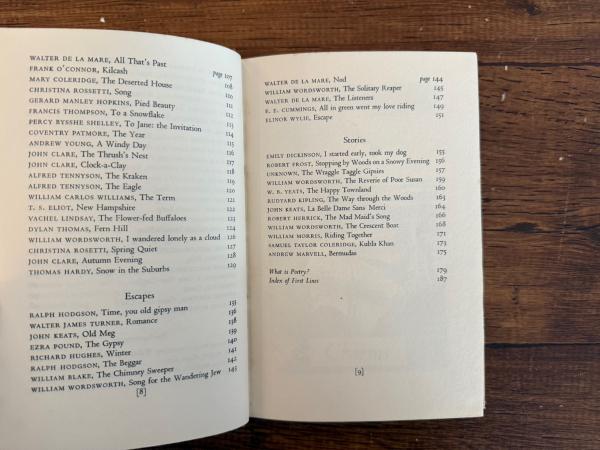 WALTER DE LA MARE, All That's Past page 107
FRANK O'CONNOR, Kilcash 108
MARY COLERIDGE, The Deserted House 110
CHRISTINA ROSSETTI, Song 111
GERARD MANLEY HOPKINS, Pied Beauty 112
FRANCIS THOMPSON, To a Snowflake 113
PERCY BYSSHE SHELLEY, To Jane: the Invitation 114
COVENTRY PATMORE, The Year
ANDREW YOUNG, A Windy Day 116
JOHN CLARE, The Thrush's Nest 117
JOHN CLARE, Clock-a-Clay 118
ALFRED TENNYSON, The Kraken 118
ALFRED TENNYSON, The Eagle 119
WILLIAM CARLOS WILLIAMS, The Term 120
T. S. ELIOT, New Hampshire 121
VACHEL LINDSAY, The Flower-fed Buffaloes 122
DYLAN THOMAS, Fern Hill
WILLIAM WORDSWORTH, I wandered lonely as a cloud 126
CHRISTINA ROSSETTI, Spring Quiet 127
JOHN CLARE, Autumn Evening 128
THOMAS HARDY, Snow in the Suburbs 129
Escapes
RALPH HODGSON, Time, you old gipsy man 135
WALTER JAMES TURNER, Romance 136
JOHN KEATS, Old Meg 138
EZRA POUND, The Gypsy 139
RICHARD HUGHES, Winter 140
RALPH HODGSON, The Beggar 141
WILLIAM BLAKE, The Chimney Sweeper 142
WILLIAM WORDSWORTH, Song for the Wandering Jew 143
[8]
WALTER DE LA MARE, Nod page 144
WILLIAM WORDSWORTH, The Solitary Reaper 145
WALTER DE LA MARE, The Listeners 147
E. E. CUMMINGS, All in green went my love riding 149
ELINOR WYLIE, Escape 151
Stories
EMILY DICKINSON, I started early, took my dog 155
ROBERT FROST, Stopping by Woods on a Snowy Evening 156
UNKNOWN, The Wraggle Taggle Gipsies 157
WILLIAM WORDSWORTH, The Reverie of Poor Susan 159
W. B. YEATS, The Happy Townland 160
RUDYARD KIPLING, The Way through the Woods 163
JOHN KEATS, La Belle Dame Sans Merci 164
ROBERT HERRICK, The Mad Maid's Song 166
WILLIAM WORDSWORTH, The Crescent Boat 168
WILLIAM MORRIS, Riding Together 171
SAMUEL TAYLOR COLERIDGE, Kubla Khan 173
ANDREW MARVELL, Bermudas 175
What is Poetry? 179
Index of First Lines 187
[9]